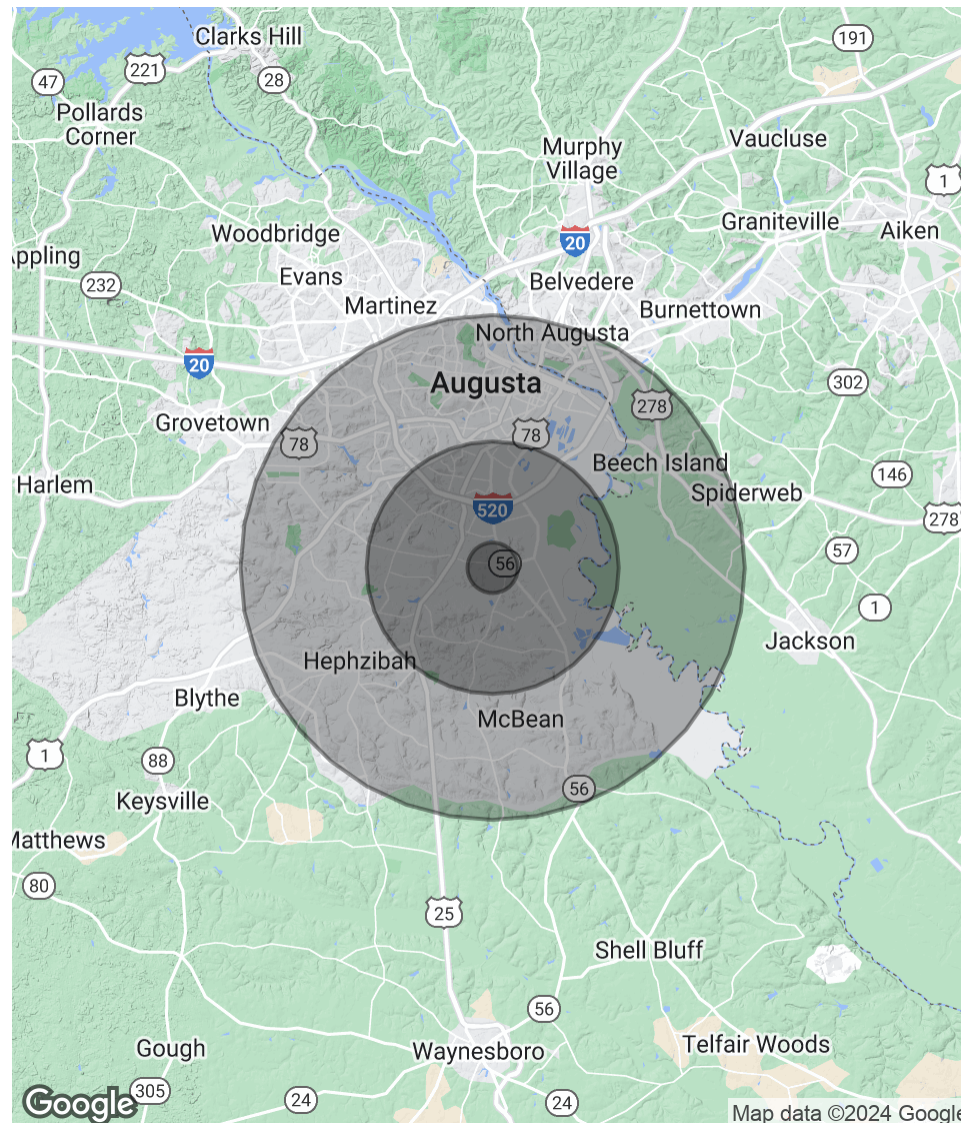 Clarks Hill
191
221
47
28
Pollards
Corner
Murphy
Village
Vaucluse
1
Graniteville
Woodbridge
Aiken
20
Appling
Evans
Belvedere
232
Martinez
Burnettown
North Augusta
20
Augusta
302
278
Grovetown
78
78
Beech Island
Harlem
146
Spiderweb
520
278
57
56
1
Jackson
Hephzibah
Blythe
McBean
1
88
56
Keysville
Matthews
80
25
Shell Bluff
56
Gough
Waynesboro
Telfair Woods
305
24
24
Google
Map data ©2024 Google